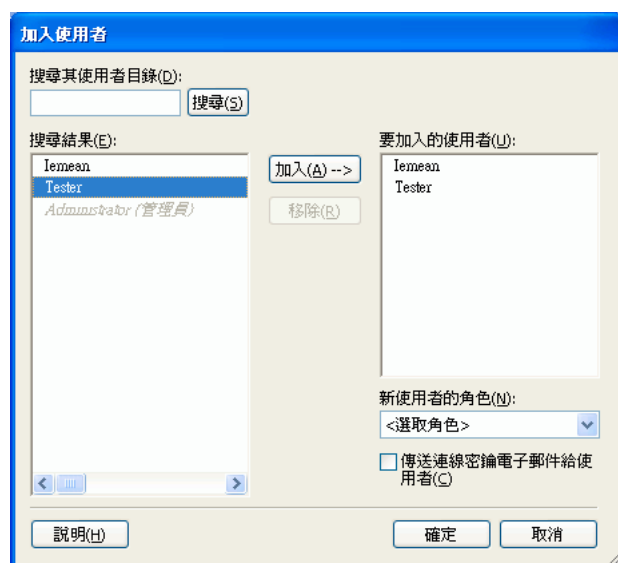 加入使用者
搜尋其使用者目錄(D):
搜尋(S)
搜尋結果(E):
Iemean
Tester
Administrator (管理員)
加入(A) -->
移除(R)
要加入的使用者(U):
Iemean
Tester
新使用者的角色(N):
<選取角色>
傳送連線密鑰電子郵件給使
用者(C)
說明(H)
確定
取消